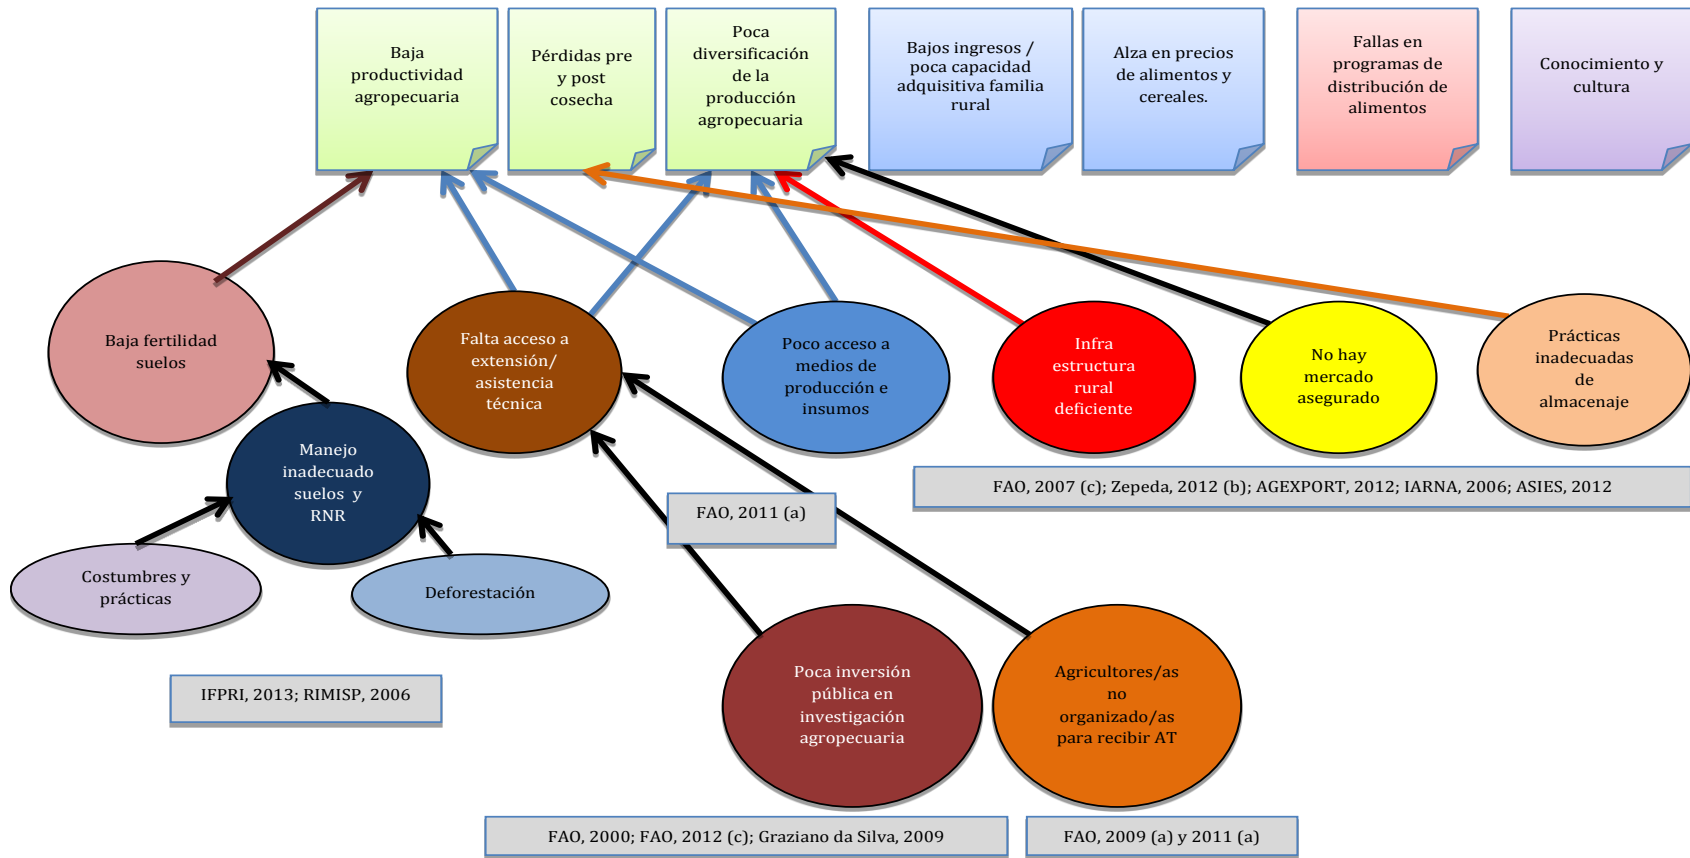 Baja
productividad
agropecuaria
Pérdidas pre
y post
cosecha
Poca
diversificación
de la
producción
agropecuaria
Bajos ingresos /
poca capacidad
adquisitiva familia
rural
Alza en precios
de alimentos y
cereales.
Fallas en
programas de
distribución de
alimentos
Conocimiento y
cultura
Baja fertilidad
suelos
Falta acceso a
extensión/
asistencia
técnica
Poco acceso a
medios de
producción e
insumos
Infra
estructura
rural
deficiente
No hay
mercado
asegurado
Prácticas
inadecuadas
de
almacenaje
Manejo
inadecuado
suelos y
RNR
FAO, 2007 (c); Zepeda, 2012 (b); AGEXPORT, 2012; IARNA, 2006; ASIES, 2012
FAO, 2011 (a)
Costumbres y
prácticas
Deforestación
IFPRI, 2013; RIMISP, 2006
Poca inversión
pública en
investigación
agropecuaria
Agricultores/as
no
organizado/as
para recibir AT
FAO, 2000; FAO, 2012 (c); Graziano da Silva, 2009
FAO, 2009 (a) y 2011 (a)